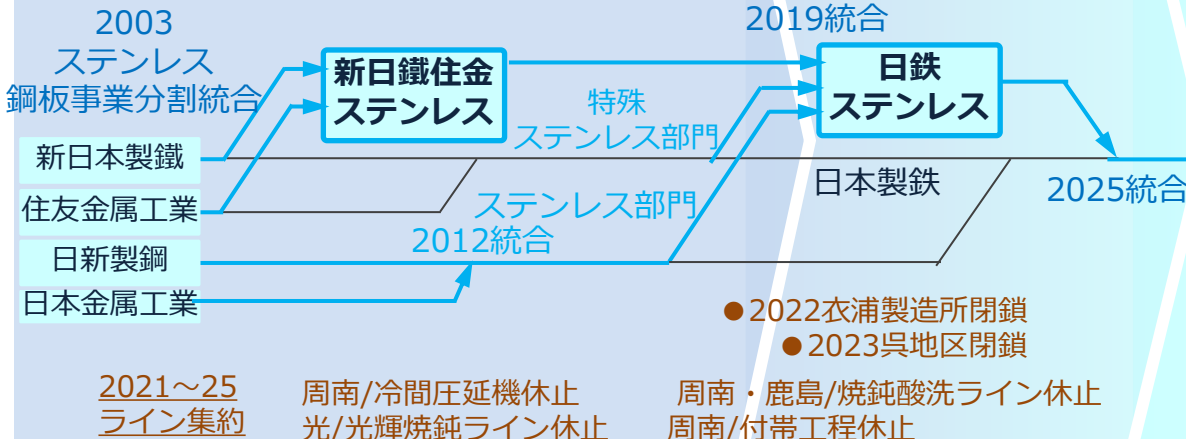 2003
ステンレス
鋼板事業分割統合
新日鐵住金
ステンレス
2019統合
日鉄
ステンレス
特殊
ステンレス部門
新日本製鐵
住友金属工業
日新製鋼
日本金属工業
ステンレス部門
2012統合
日本製鉄
2025統合
●2022衣浦製造所閉鎖
●2023呉地区閉鎖
2021～25
ライン集約
周南/冷間圧延機休止
光/光輝焼鈍ライン休止
周南・鹿島/焼鈍酸洗ライン休止
周南/付帯工程休止